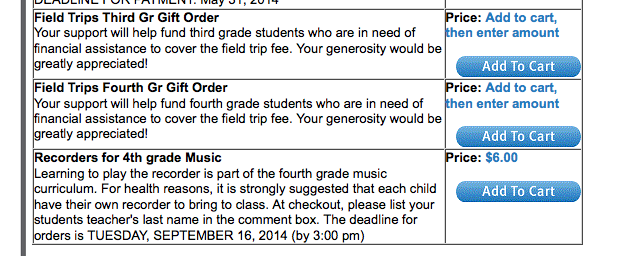 DEADLINE FOR PAYMENT: May 31, 2014
Field Trips Third Gr Gift Order
Your support will help fund third grade students who are in need of
financial assistance to cover the field trip fee. Your generosity would be
greatly appreciated!
Price: Add to cart,
then enter amount
Add To Cart
Field Trips Fourth Gr Gift Order
Your support will help fund fourth grade students who are in need of
financial assistance to cover the field trip fee. Your generosity would be
greatly appreciated!
Price: Add to cart,
then enter amount
Add To Cart
Recorders for 4th grade Music
Learning to play the recorder is part of the fourth grade music
curriculum. For health reasons, it is strongly suggested that each child
have their own recorder to bring to class. At checkout, please list your
students teacher's last name in the comment box. The deadline for
orders is TUESDAY, SEPTEMBER 16, 2014 (by 3:00 pm)
Price: $6.00
Add To Cart